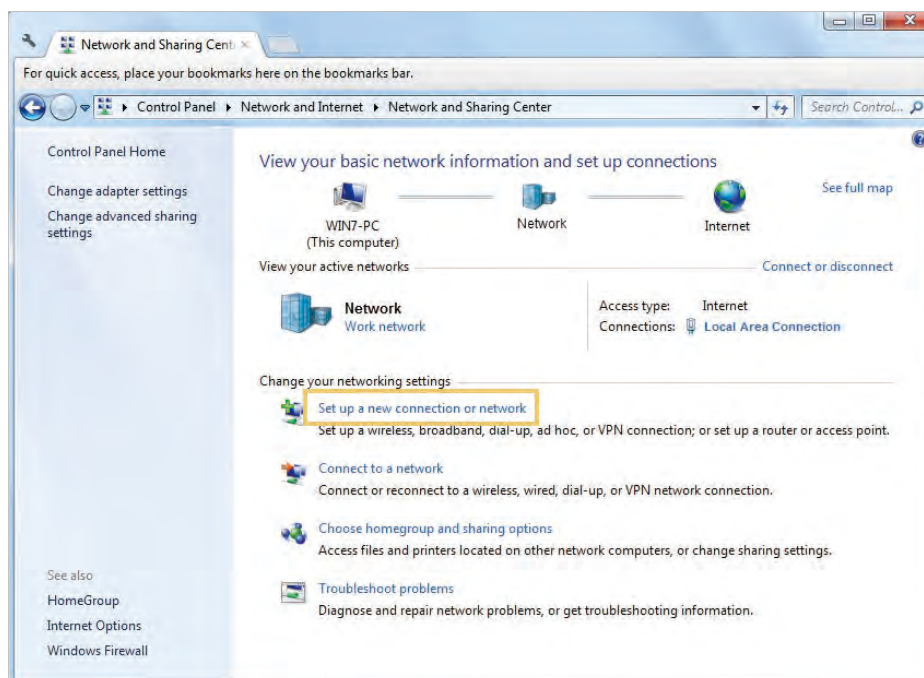 Network and Sharing Cent
For quick access, place your bookmarks here on the bookmarks bar.
Control Panel Network and Internet Network and Sharing Center
Search Control...
Control Panel Home
Change adapter settings
Change advanced sharing
settings
View your basic network information and set up connections
See full map
WIN7-PC
(This computer)
Network
Internet
View your active networks
Connect or disconnect
Network
Work network
Access type: Internet
Connections: Local Area Connection
Change your networking settings
Set up a new connection or network
Set up a wireless, broadband, dial-up, ad hoc, or VPN connection; or set up a router or access point.
Connect to a network
Connect or reconnect to a wireless, wired, dial-up, or VPN network connection.
Choose homegroup and sharing options
Access files and printers located on other network computers, or change sharing settings.
Troubleshoot problems
Diagnose and repair network problems, or get troubleshooting information.
See also
HomeGroup
Internet Options
Windows Firewall